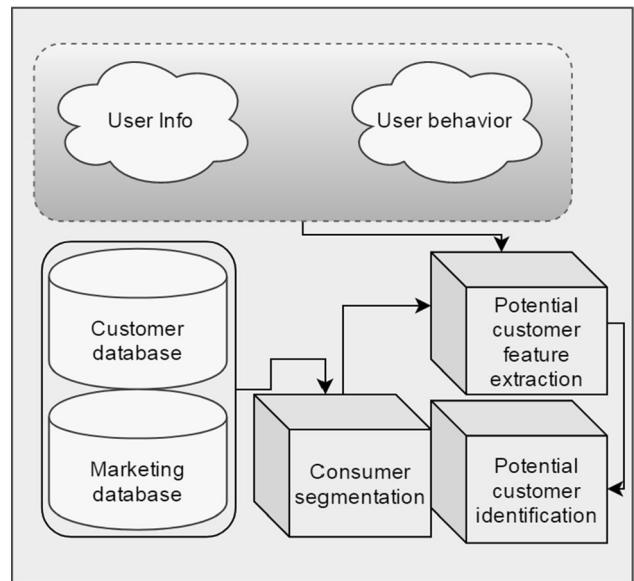 User Info
User behavior
Customer
database
Marketing
database
Consumer
segmentation
Potential
customer
feature
extraction
Potential
customer
identification